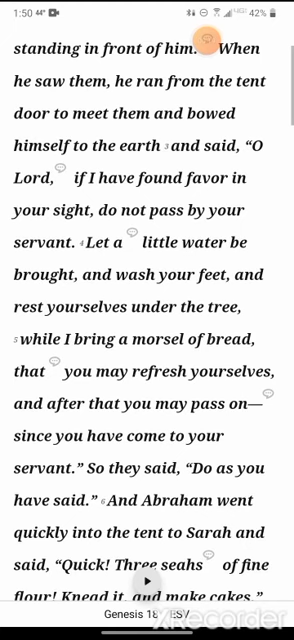 1:50 44°
42%
standing in front of him. When
he saw them, he ran from the tent
door to meet them and bowed
himself to the earth 3 and said, “O
Lord, if I have found favor in
your sight, do not pass by your
servant. 4 Let a little water be
brought, and wash your feet, and
rest yourselves under the tree,
5 while I bring a morsel of bread,
that you may refresh yourselves,
and after that you may pass on—
since you have come to your
servant.” So they said, “Do as you
have said.” 6 And Abraham went
quickly into the tent to Sarah and
said, “Quick! Three seahs of fine
flour! Knead it, and make cakes.”
Genesis 18 ESV
XRecorder